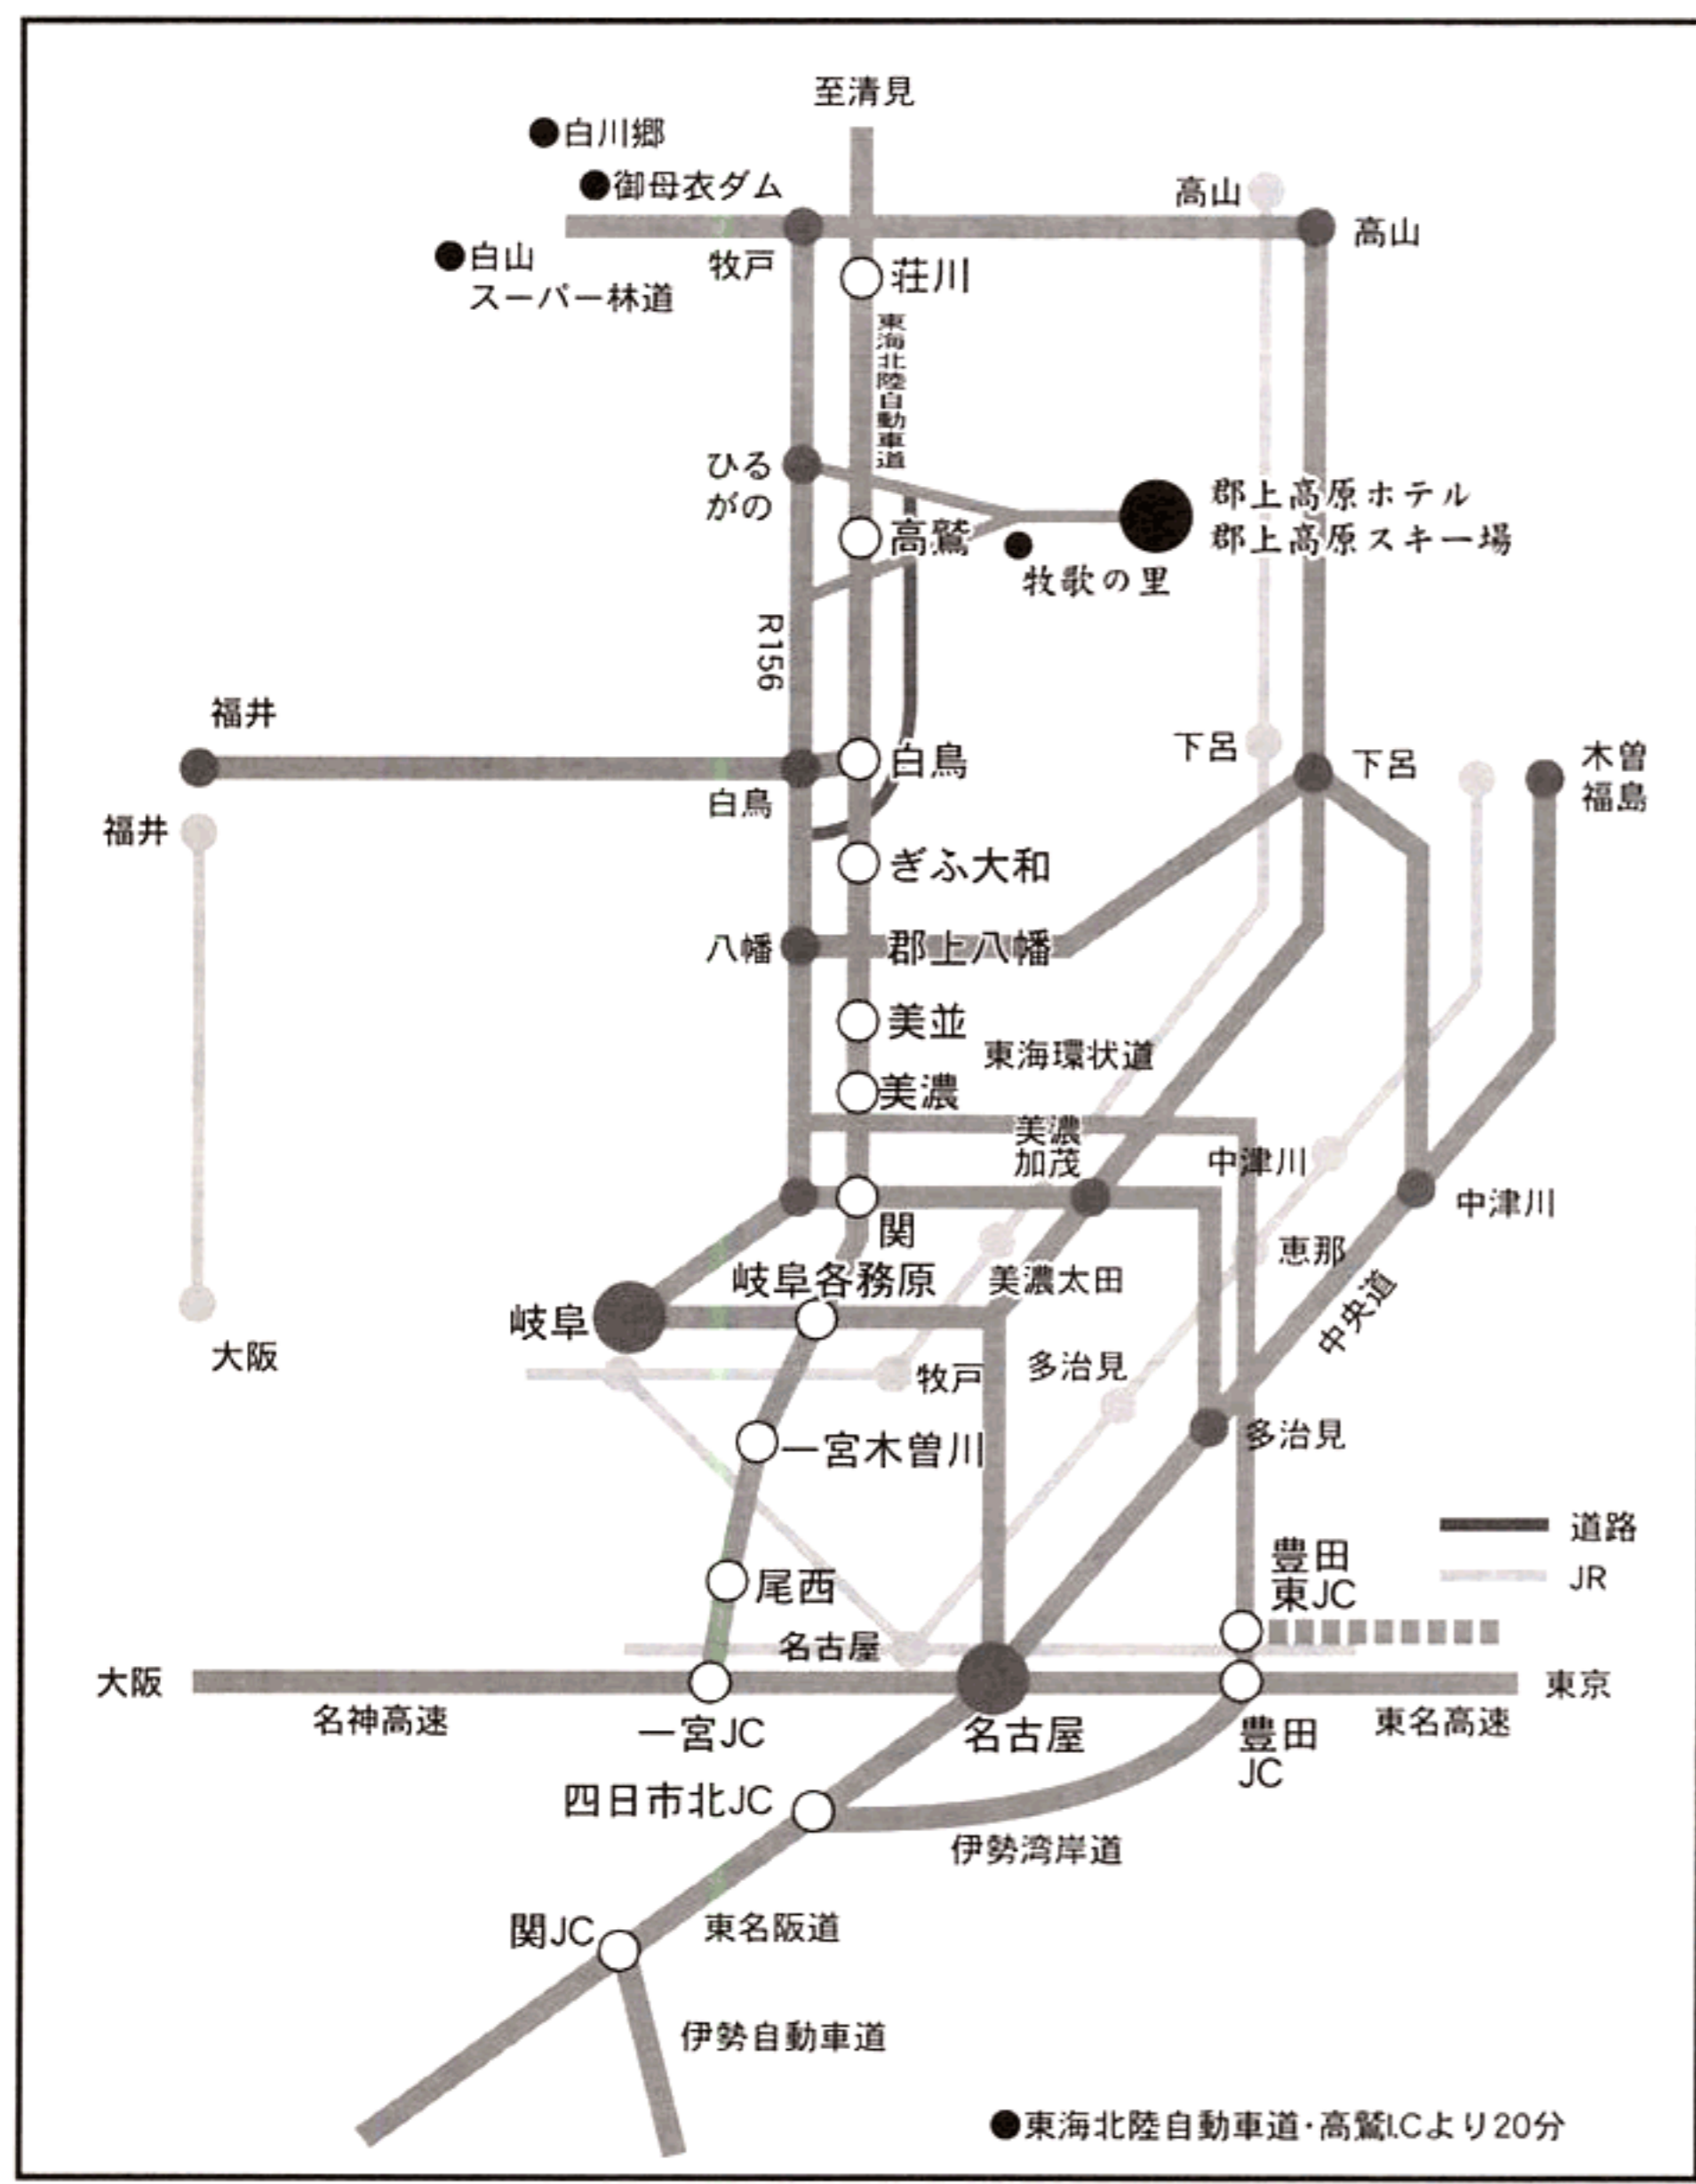 至清見
白川郷
御母衣ダム
高山
高山
白山
スーパー林道
牧戸
荘川
東海北陸自動車道
ひる
がの
郡上高原ホテル
郡上高原スキー場
高鷲
牧歌の里
R156
福井
白鳥
白鳥
下呂
下呂
木曽
福島
福井
ぎふ大和
八幡
郡上八幡
美並
東海環状道
美濃
美濃
加茂
中津川
中津川
関
恵那
岐阜各務原
美濃太田
岐阜
中央道
大阪
牧戸
多治見
一宮木曽川
多治見
道路
JR
尾西
豊田
東JC
名古屋
大阪
東京
名神高速
一宮JC
名古屋
豊田
JC
東名高速
四日市北JC
伊勢湾岸道
関JC
東名阪道
伊勢自動車道
●東海北陸自動車道・高鷲I.Cより20分